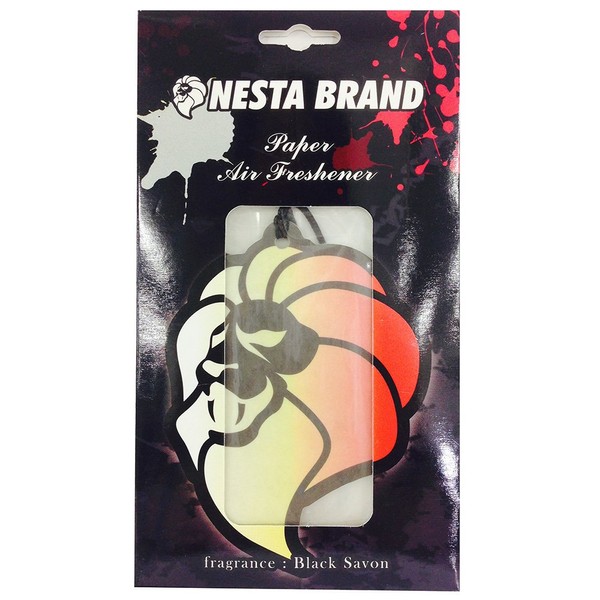 NESTA BRAND
Paper
Air Freshener
fragrance : Black Savon